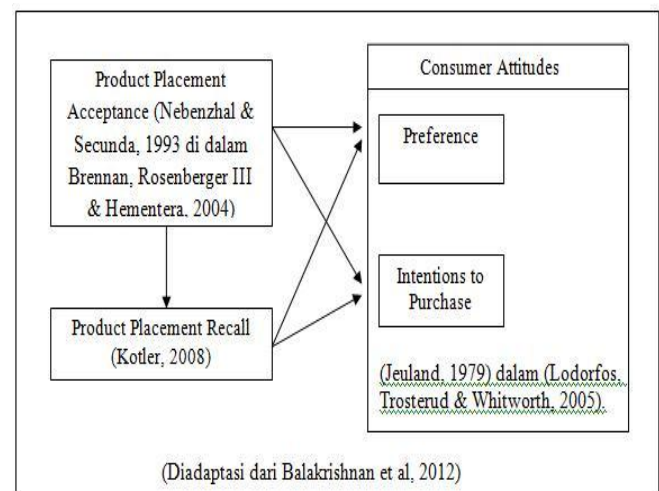 Product Placement
Acceptance (Nebenzhal &
Secunda, 1993 di dalam
Brennan, Rosenberger III
& Hementera, 2004)
Product Placement Recall
(Kotler, 2008)
Consumer Attitudes
Preference
Intentions to
Purchase
(Jeuland, 1979) dalam (Lodorfos,
Trosterud & Whitworth, 2005).
(Diadaptasi dari Balakrishnan et al, 2012)